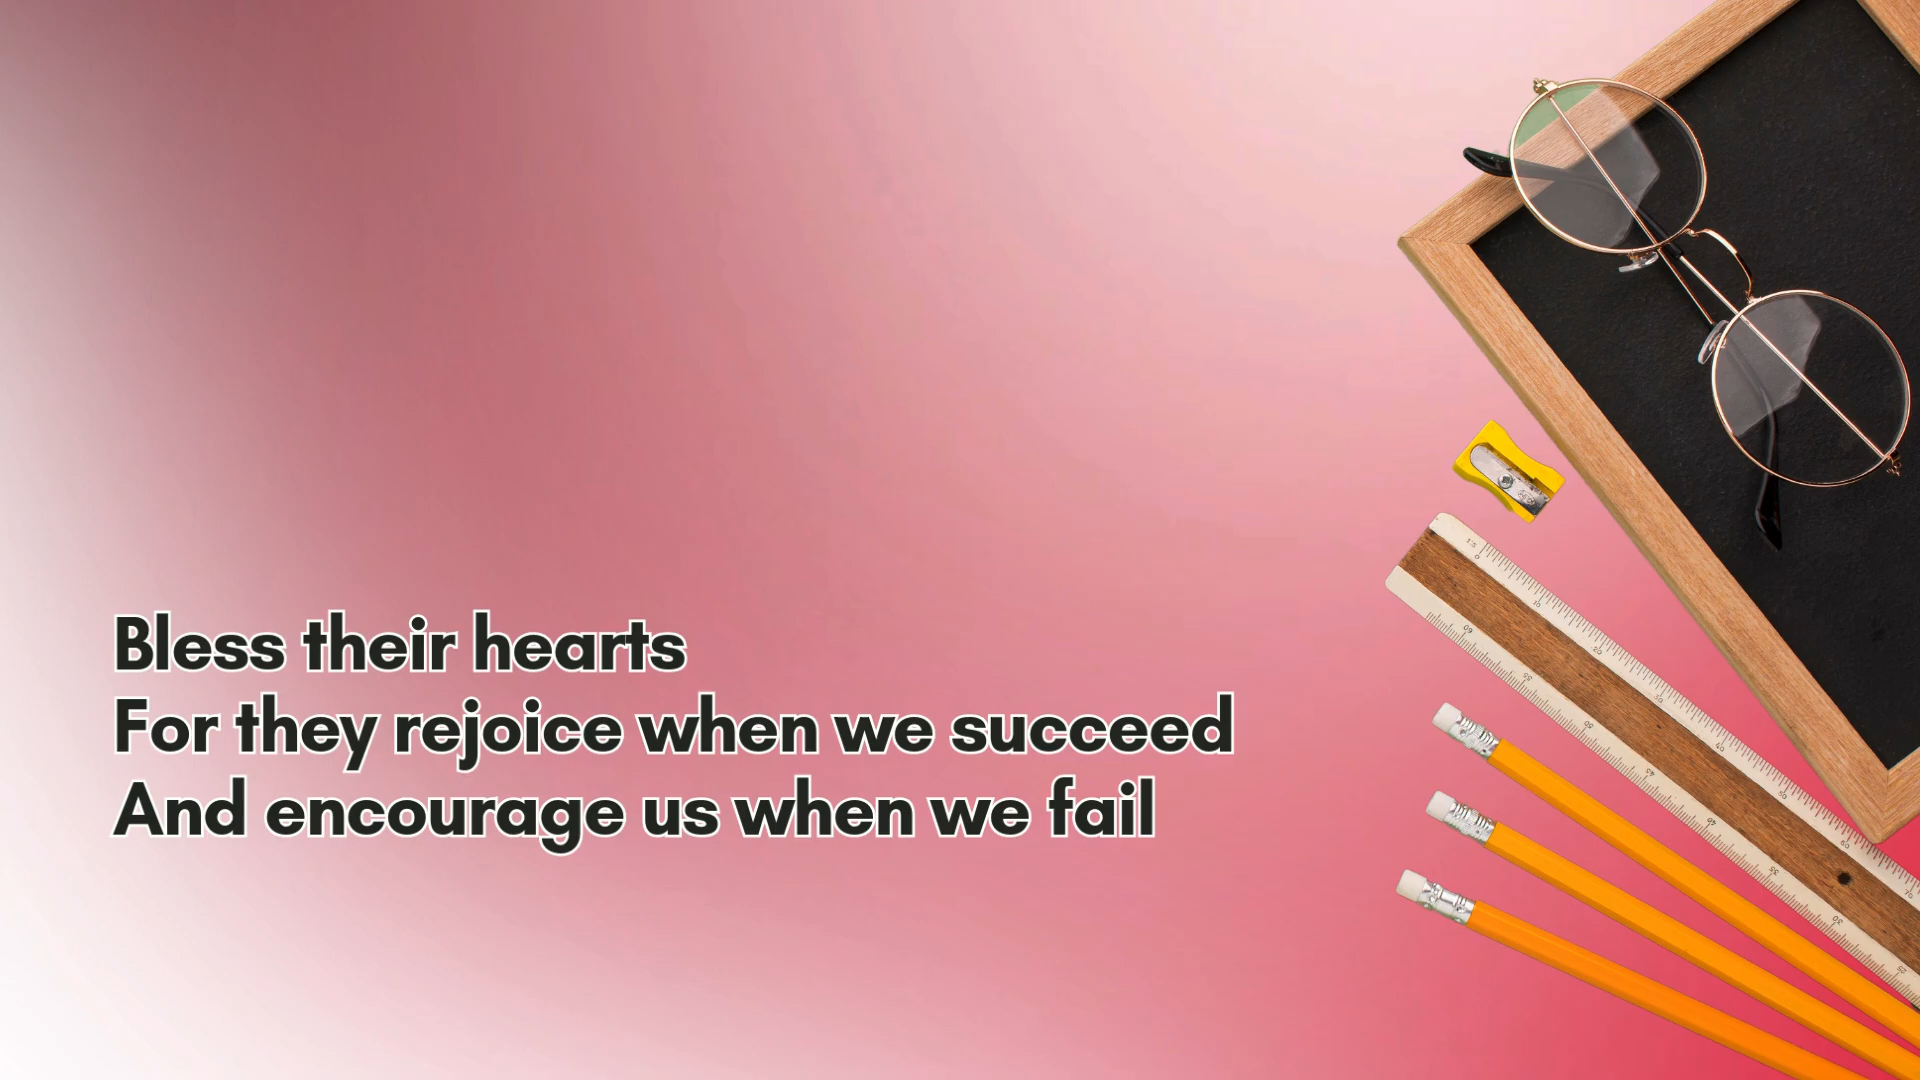 Bless their hearts
For they rejoice when we succeed
And encourage us when we fail